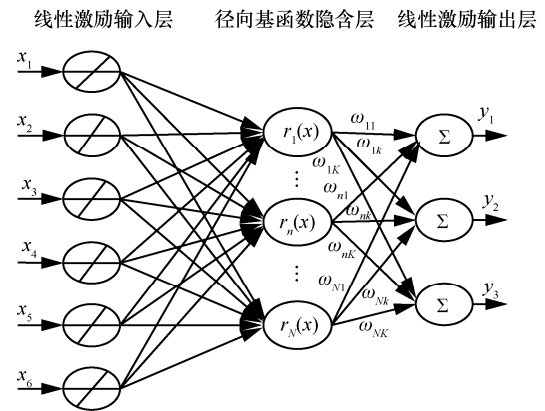 线性激励输入层 径向基函数隐含层 线性激励输出层
x1
x2
x3
x4
x5
x6
r1(x)
⋮
rn(x)
⋮
rN(x)
ω11
ω1k
ω1K
ωn1
ωnk
ωnK
ωN1
ωNk
ωNK
Σ
Σ
Σ
y1
y2
y3